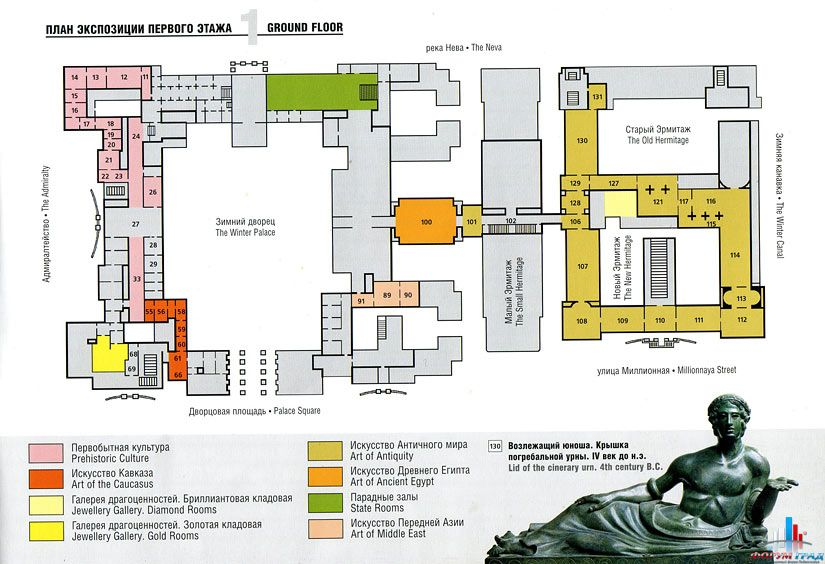 ПЛАН ЭКСПОЗИЦИИ ПЕРВОГО ЭТАЖА 1 GROUND FLOOR
река Нева • The Neva
14 13 12 11
15
16
17 18
19
20
21
22 23
24
26
27
28
29
33
55 56 58
59
60
61
66
68
69
Адмиралтейство • The Admiralty
Зимний дворец
The Winter Palace
100
101
102
91 89 90
Малый Эрмитаж
The Small Hermitage
131
130
129 127
128
106
121 117 116
115
107
114
113
108 109 110 111 112
Старый Эрмитаж
The Old Hermitage
Новый Эрмитаж
The New Hermitage
Зимняя канавка • The Winter Canal
улица Миллионная • Millionnaya Street
Дворцовая площадь • Palace Square
Первобытная культура
Prehistoric Culture
Искусство Кавказа
Art of the Caucasus
Галерея драгоценностей. Бриллиантовая кладовая
Jewellery Gallery. Diamond Rooms
Галерея драгоценностей. Золотая кладовая
Jewellery Gallery. Gold Rooms
Искусство Античного мира
Art of Antiquity
Искусство Древнего Египта
Art of Ancient Egypt
Парадные залы
State Rooms
Искусство Передней Азии
Art of Middle East
130 Возлежащий юноша. Крышка
погребальной урны. IV век до н.э.
Lid of the cinerary urn. 4th century B.C.
ФОРУМ ГРАД